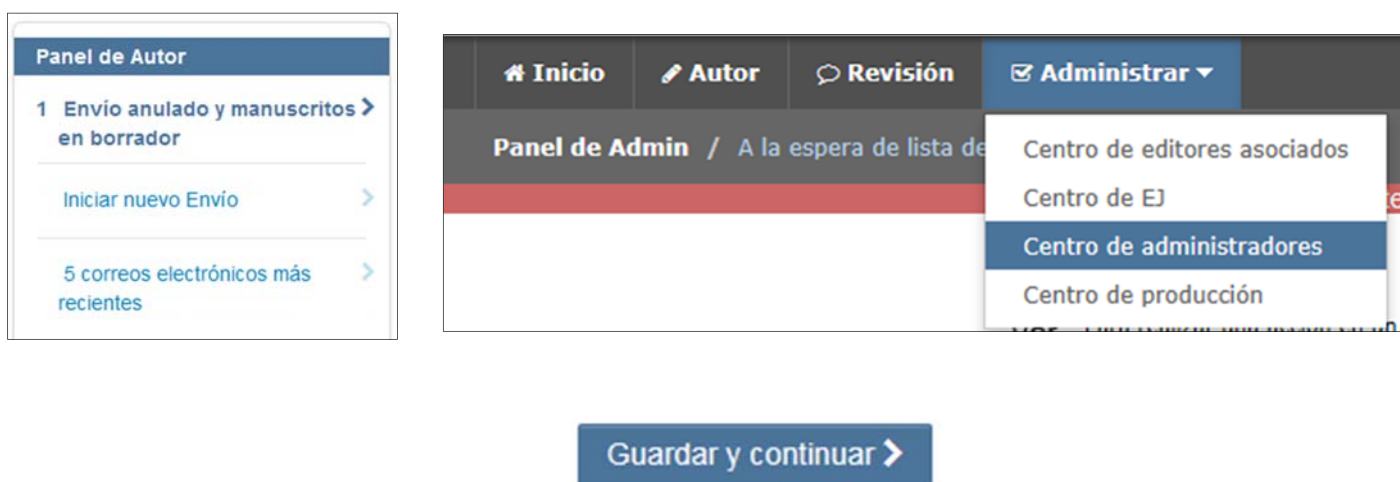 Panel de Autor
1 Envío anulado y manuscritos
en borrador
Iniciar nuevo Envío
5 correos electrónicos más
recientes
Inicio Autor Revisión Administrar
Panel de Admin / A la espera de lista de
Centro de editores asociados
Centro de EJ
Centro de administradores
Centro de producción
Guardar y continuar